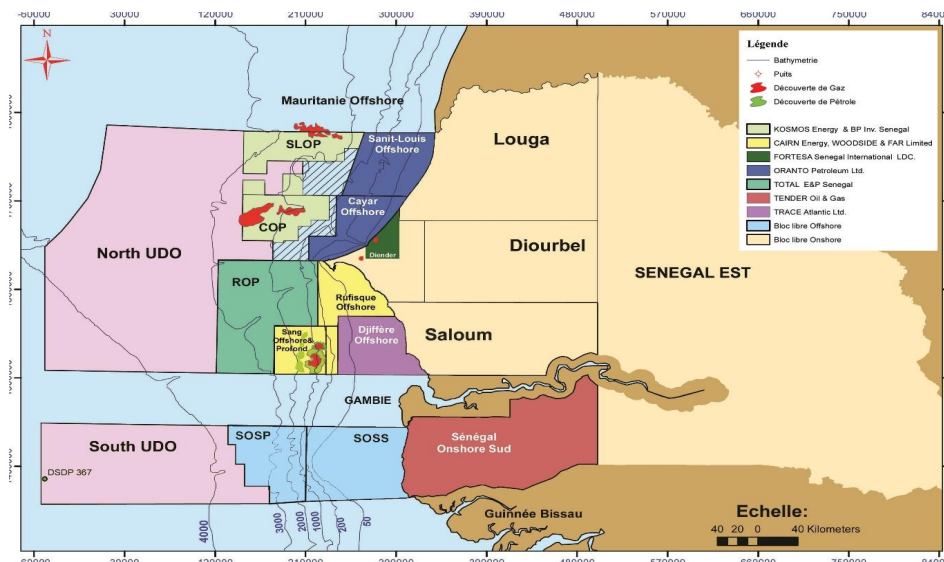 -60000 30000 120000 210000 300000 390000 480000 570000 660000 750000 8400
N
Mauritanie Offshore
SLOP
Sanit-Louis
Offshore
Louga
Cayar
Offshore
COP
North UDO
Diender
Diourbel
SENEGAL EST
ROP
Rufisque
Offshore
Sang
Offshore&
Profond
Djiffère
Offshore
Saloum
GAMBIE
South UDO
SOSP
SOSS
Sénégal
Onshore Sud
DSDP 367
Guinnée Bissau
4000 3000 2000 1000 200 50
Légende
Bathymetrie
Puits
Découverte de Gaz
Découverte de Pétrole
KOSMOS Energy & BP Inv. Senegal
CAIRN Energy, WOODSIDE & FAR Limited
FORTESA Senegal International LDC.
ORANTO Petroleum Ltd.
TOTAL E&P Senegal
TENDER Oil & Gas
TRACE Atlantic Ltd.
Bloc libre Offshore
Bloc libre Onshore
Echelle:
40 20 0 40 Kilometers